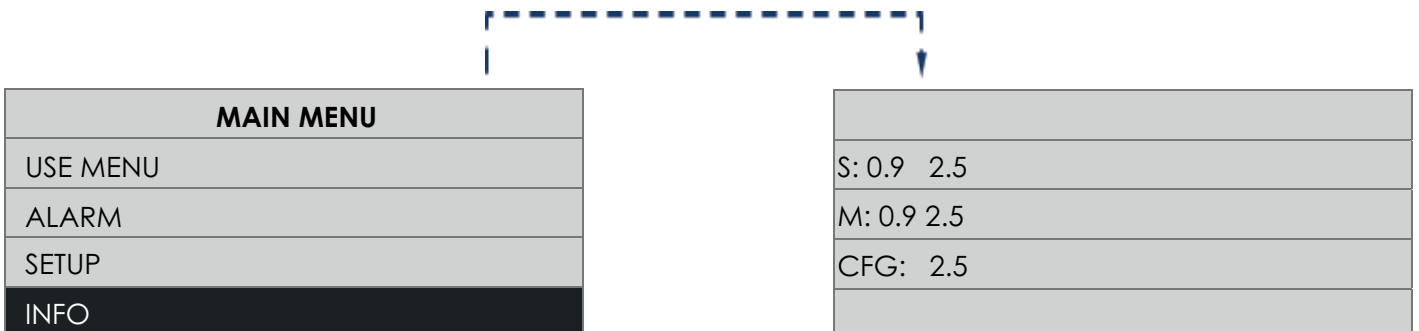 MAIN MENU
USE MENU
ALARM
SETUP
INFO
S: 0.9 2.5
M: 0.9 2.5
CFG: 2.5